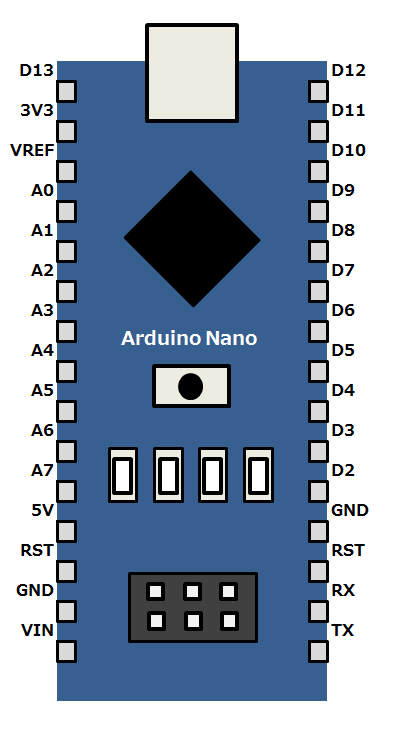 D13
3V3
VREF
A0
A1
A2
A3
A4
A5
A6
A7
5V
RST
GND
VIN
Arduino Nano
D12
D11
D10
D9
D8
D7
D6
D5
D4
D3
D2
GND
RST
RX
TX